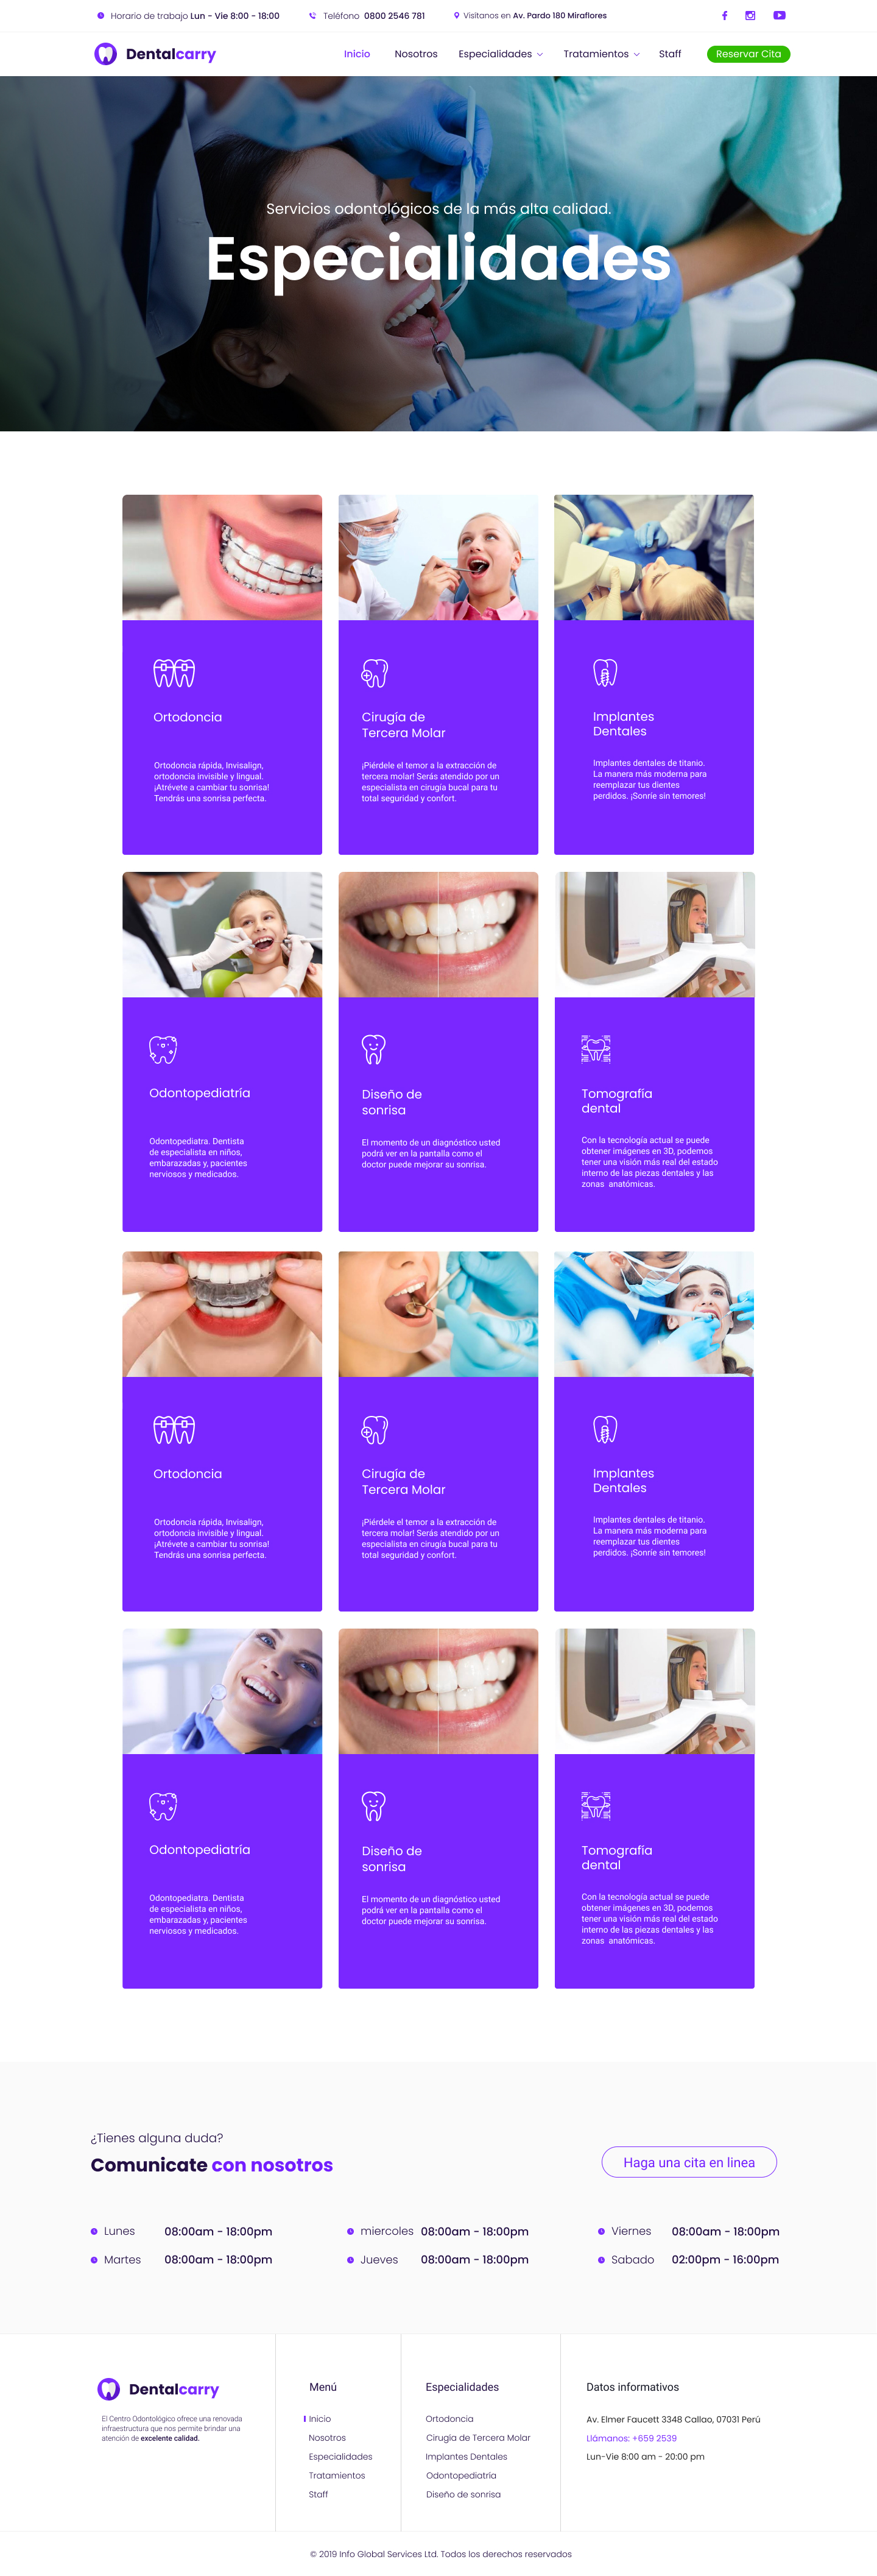 Horario de trabajo Lun - Vie 8:00 - 18:00
Teléfono 0800 2546 781
Visítanos en Av. Pardo 180 Miraflores
Dentalcarry
Inicio
Nosotros
Especialidades
Tratamientos
Staff
Reservar Cita
Servicios odontológicos de la más alta calidad.
Especialidades
Ortodoncia
Ortodoncia rápida, Invisalign,
ortodoncia invisible y lingual.
¡Atrévete a cambiar tu sonrisa!
Tendrás una sonrisa perfecta.
Cirugía de
Tercera Molar
¡Piérdele el temor a la extracción de
tercera molar! Serás atendido por un
especialista en cirugía bucal para tu
total seguridad y confort.
Implantes
Dentales
Implantes dentales de titanio.
La manera más moderna para
reemplazar tus dientes
perdidos. ¡Sonríe sin temores!
Odontopediatría
Odontopediatra. Dentista
de especialista en niños,
embarazadas y, pacientes
nerviosos y medicados.
Diseño de
sonrisa
El momento de un diagnóstico usted
podrá ver en la pantalla como el
doctor puede mejorar su sonrisa.
Tomografía
dental
Con la tecnología actual se puede
obtener imágenes en 3D, podemos
tener una visión más real del estado
interno de las piezas dentales y las
zonas anatómicas.
Ortodoncia
Ortodoncia rápida, Invisalign,
ortodoncia invisible y lingual.
¡Atrévete a cambiar tu sonrisa!
Tendrás una sonrisa perfecta.
Cirugía de
Tercera Molar
¡Piérdele el temor a la extracción de
tercera molar! Serás atendido por un
especialista en cirugía bucal para tu
total seguridad y confort.
Implantes
Dentales
Implantes dentales de titanio.
La manera más moderna para
reemplazar tus dientes
perdidos. ¡Sonríe sin temores!
Odontopediatría
Odontopediatra. Dentista
de especialista en niños,
embarazadas y, pacientes
nerviosos y medicados.
Diseño de
sonrisa
El momento de un diagnóstico usted
podrá ver en la pantalla como el
doctor puede mejorar su sonrisa.
Tomografía
dental
Con la tecnología actual se puede
obtener imágenes en 3D, podemos
tener una visión más real del estado
interno de las piezas dentales y las
zonas anatómicas.
¿Tienes alguna duda?
Comunicate con nosotros
Haga una cita en linea
Lunes 08:00am - 18:00pm
miercoles 08:00am - 18:00pm
Viernes 08:00am - 18:00pm
Martes 08:00am - 18:00pm
Jueves 08:00am - 18:00pm
Sabado 02:00pm - 16:00pm
Dentalcarry
El Centro Odontológico ofrece una renovada
infraestructura que nos permite brindar una
atención de excelente calidad.
Menú
Inicio
Nosotros
Especialidades
Tratamientos
Staff
Especialidades
Ortodoncia
Cirugía de Tercera Molar
Implantes Dentales
Odontopediatría
Diseño de sonrisa
Datos informativos
Av. Elmer Faucett 3348 Callao, 07031 Perú
Llámanos: +659 2539
Lun-Vie 8:00 am - 20:00 pm
© 2019 Info Global Services Ltd. Todos los derechos reservados